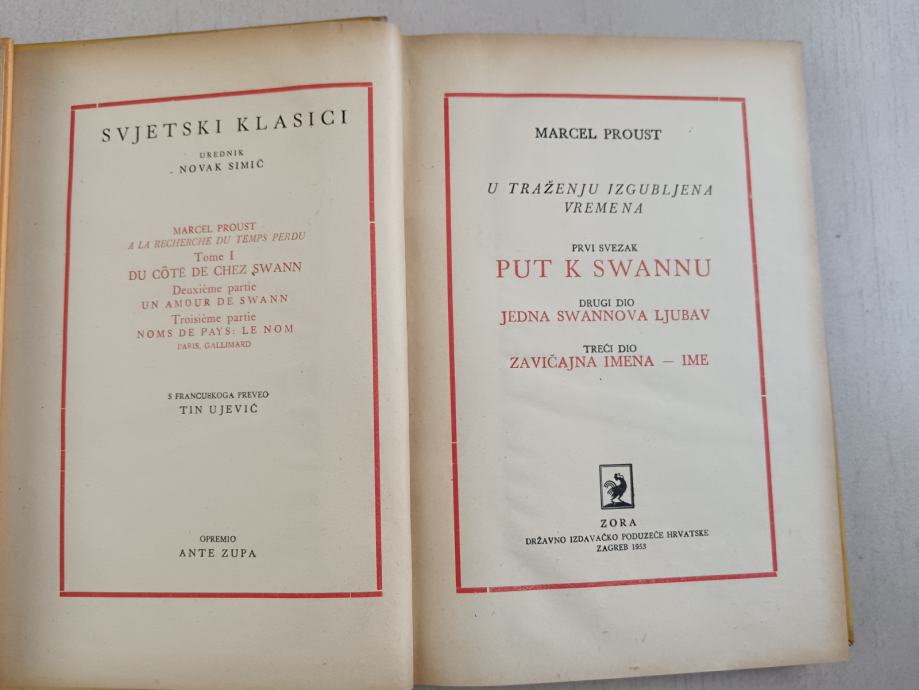 SVJETSKI KLASICI
UREDNIK
NOVAK SIMIĆ
MARCEL PROUST
A LA RECHERCHE DU TEMPS PERDU
Tome I
DU CÔTÉ DE CHEZ SWANN
Deuxième partie
UN AMOUR DE SWANN
Troisième partie
NOMS DE PAYS: LE NOM
PARIS, GALLIMARD
S FRANCUSKOGA PREVEO
TIN UJEVIĆ
OPREMIO
ANTE ZUPA
MARCEL PROUST
U TRAŽENJU IZGUBLJENA
VREMENA
PRVI SVEZAK
PUT K SWANNU
DRUGI DIO
JEDNA SWANNOVA LJUBAV
TREĆI DIO
ZAVIČAJNA IMENA — IME
ZORA
DRŽAVNO IZDAVAČKO PODUZEĆE HRVATSKE
ZAGREB 1953